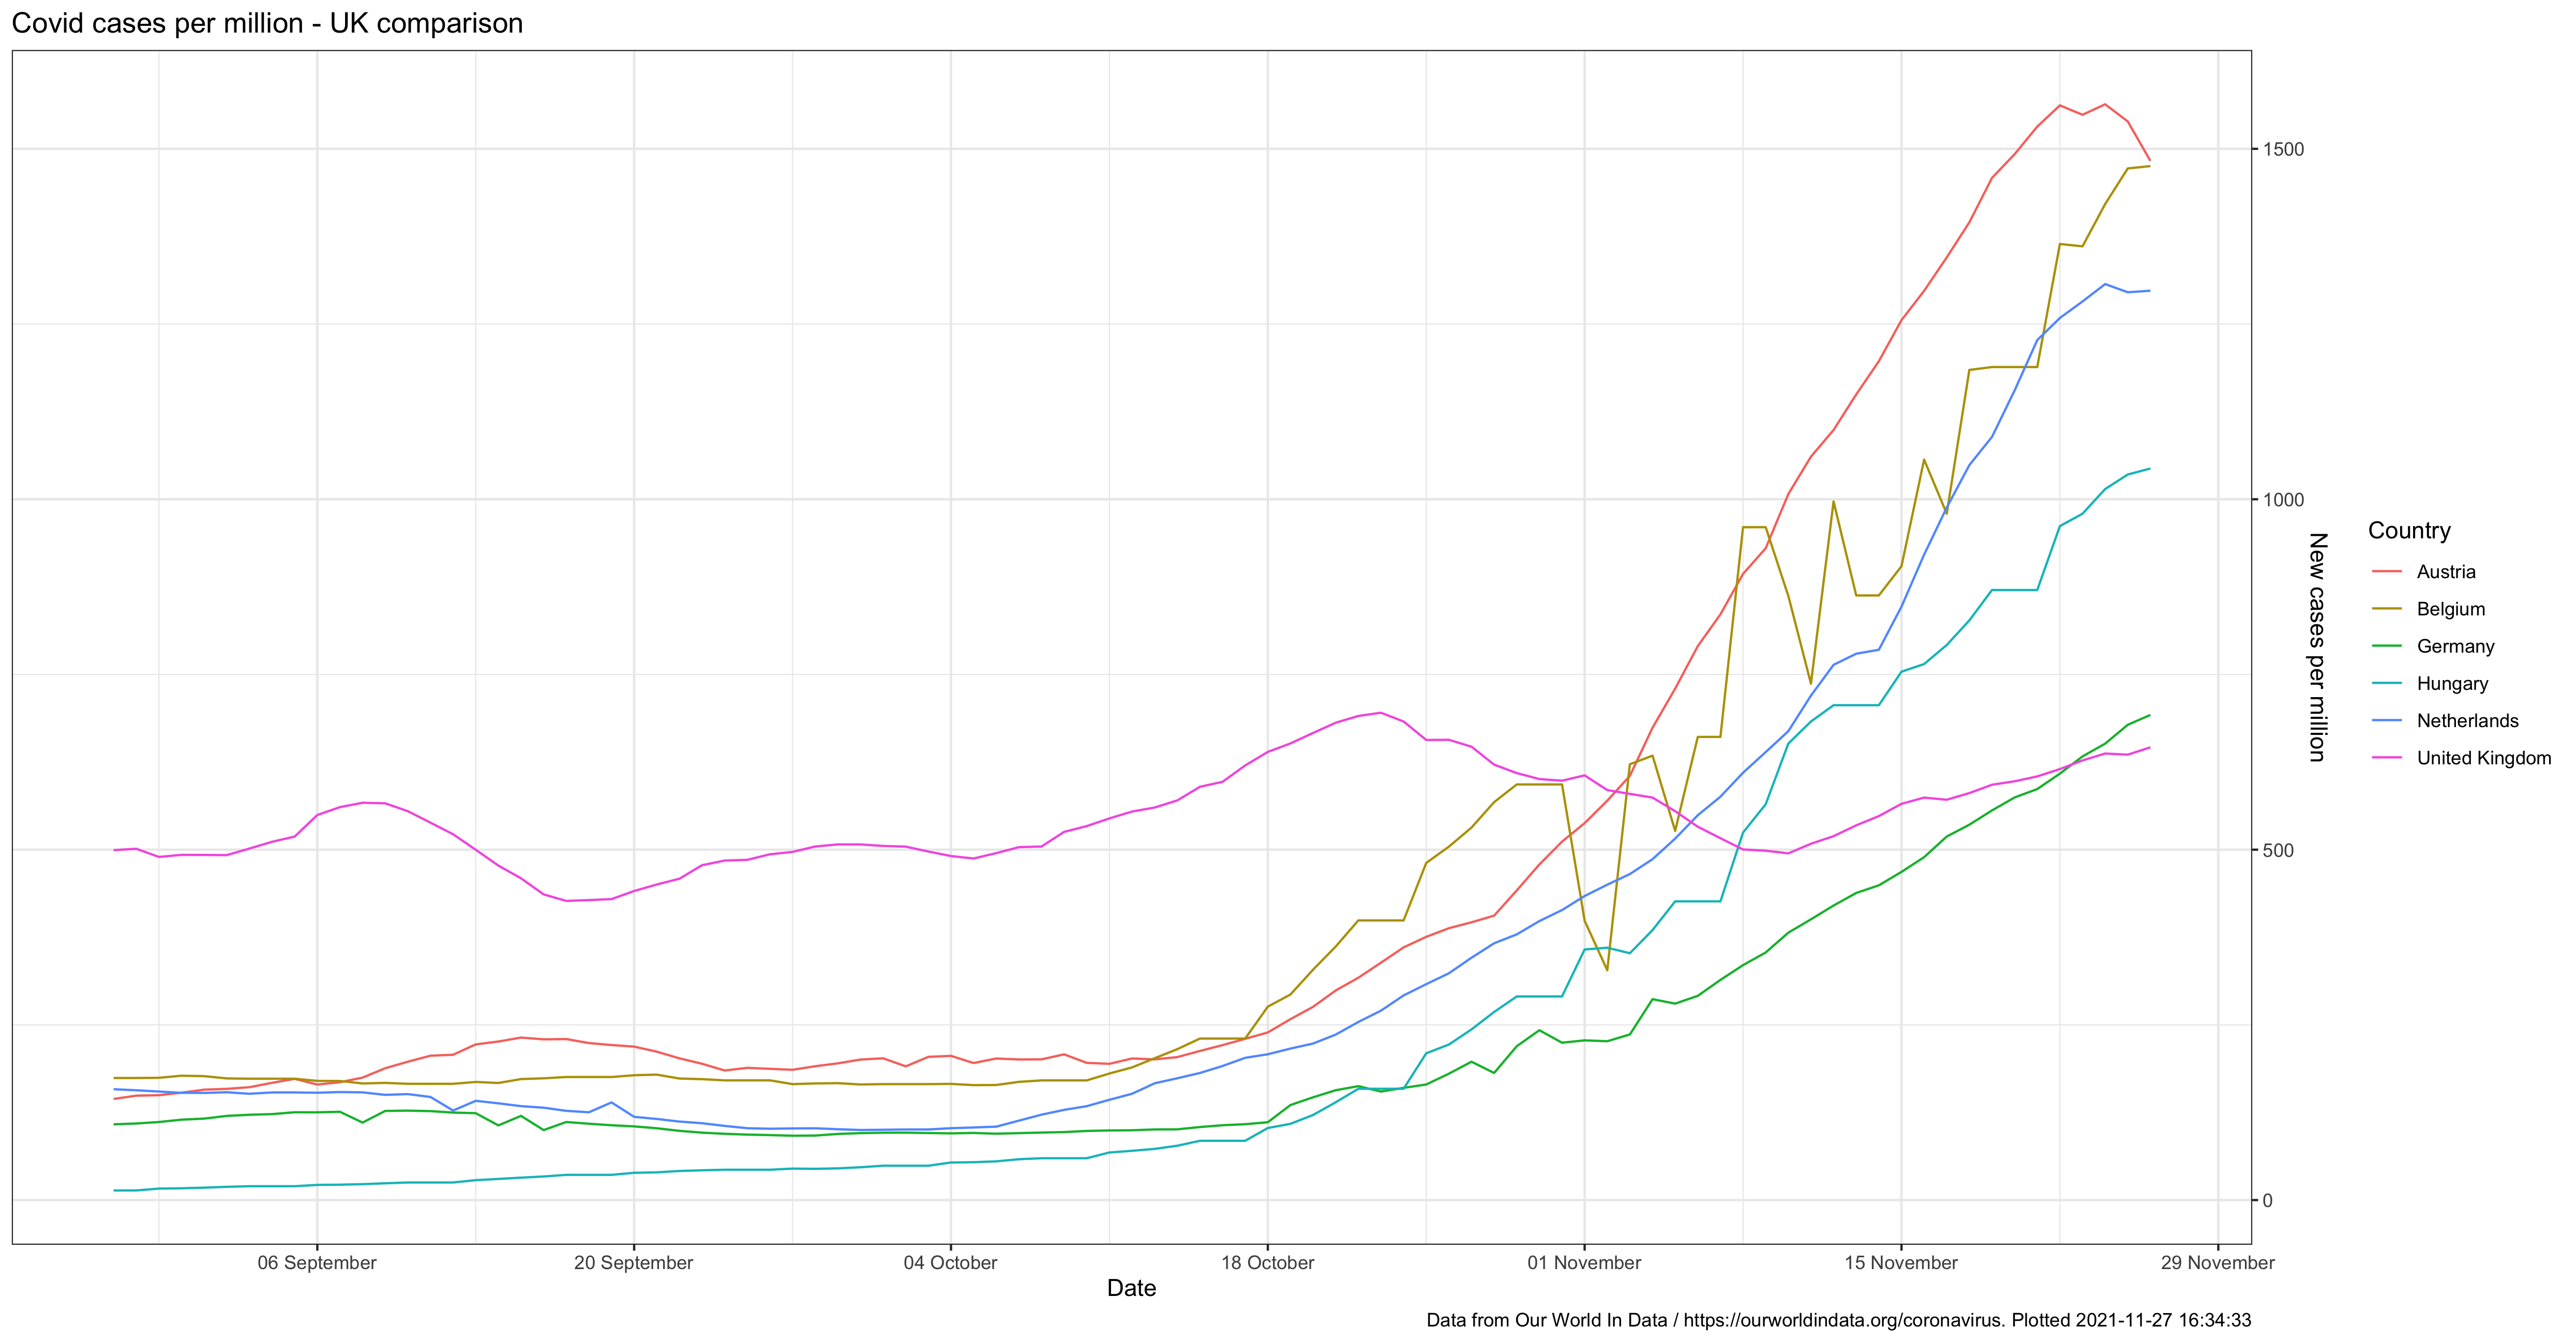 Covid cases per million - UK comparison
1500
1000
500
0
New cases per million
06 September
20 September
04 October
18 October
01 November
15 November
29 November
Date
Country
Austria
Belgium
Germany
Hungary
Netherlands
United Kingdom
Data from Our World In Data / https://ourworldindata.org/coronavirus. Plotted 2021-11-27 16:34:33